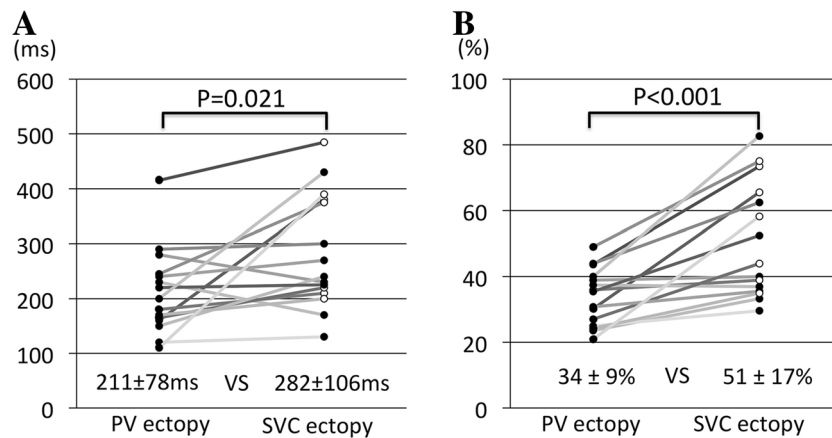 A
(ms)
600
500
400
300
200
100
0
P=0.021
211±78ms VS 282±106ms
PV ectopy SVC ectopy
B
(%)
100
80
60
40
20
0
P<0.001
34 ± 9% VS 51 ± 17%
PV ectopy SVC ectopy